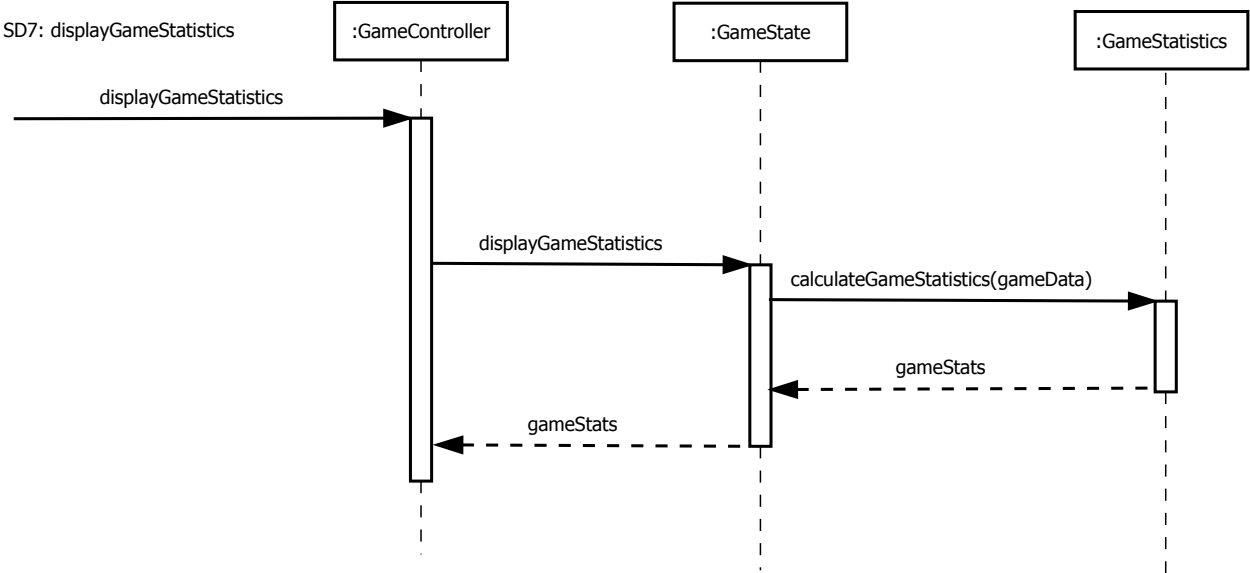 SD7: displayGameStatistics
:GameController
:GameState
:GameStatistics
displayGameStatistics
displayGameStatistics
calculateGameStatistics(gameData)
gameStats
gameStats